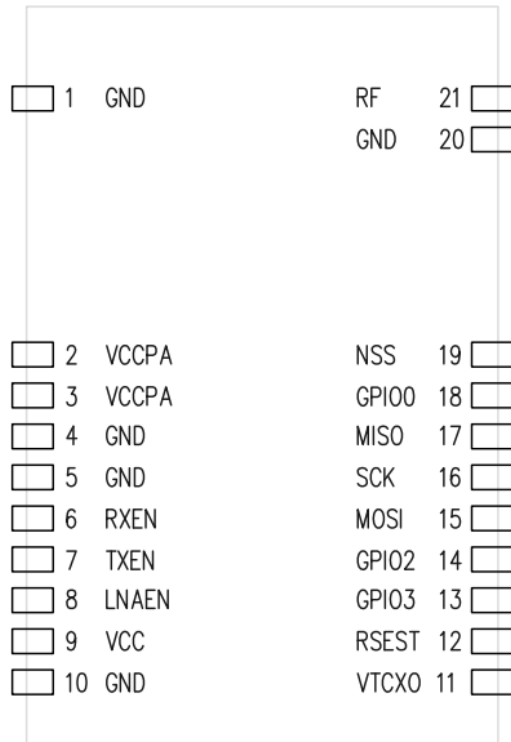 1 GND RF 21
GND 20
2 VCCPA NSS 19
3 VCCPA GPIO0 18
4 GND MISO 17
5 GND SCK 16
6 RXEN MOSI 15
7 TXEN GPIO2 14
8 LNAEN GPIO3 13
9 VCC RSEST 12
10 GND VTCXO 11